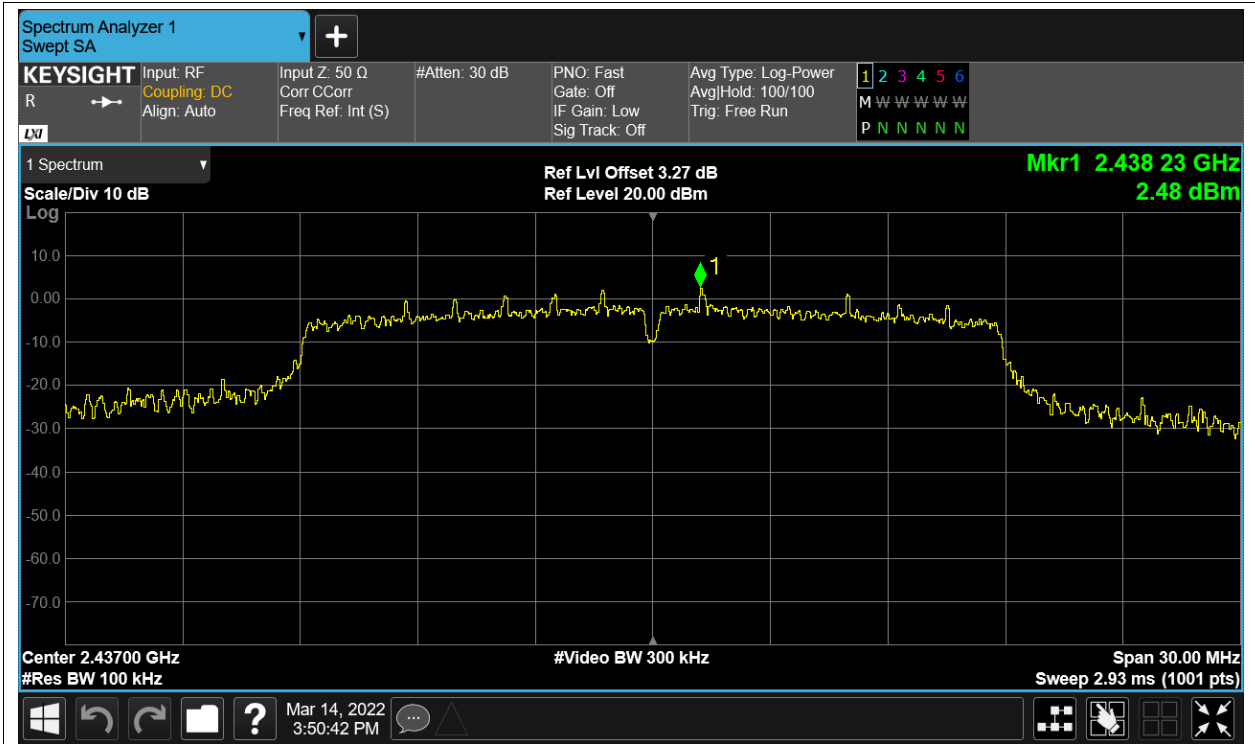 Spectrum Analyzer 1
Swept SA
KEYSIGHT
R
LXI
Input: RF
Coupling: DC
Align: Auto
Input Z: 50 Ω
Corr CCorr
Freq Ref: Int (S)
#Atten: 30 dB
PNO: Fast
Gate: Off
IF Gain: Low
Sig Track: Off
Avg Type: Log-Power
Avg|Hold: 100/100
Trig: Free Run
1 2 3 4 5 6
M W W W W W
P N N N N N
1 Spectrum
Scale/Div 10 dB
Ref Lvl Offset 3.27 dB
Ref Level 20.00 dBm
Mkr1 2.438 23 GHz
2.48 dBm
Log
10.0
0.00
-10.0
-20.0
-30.0
-40.0
-50.0
-60.0
-70.0
1
Center 2.43700 GHz
#Res BW 100 kHz
#Video BW 300 kHz
Span 30.00 MHz
Sweep 2.93 ms (1001 pts)
?
Mar 14, 2022
3:50:42 PM